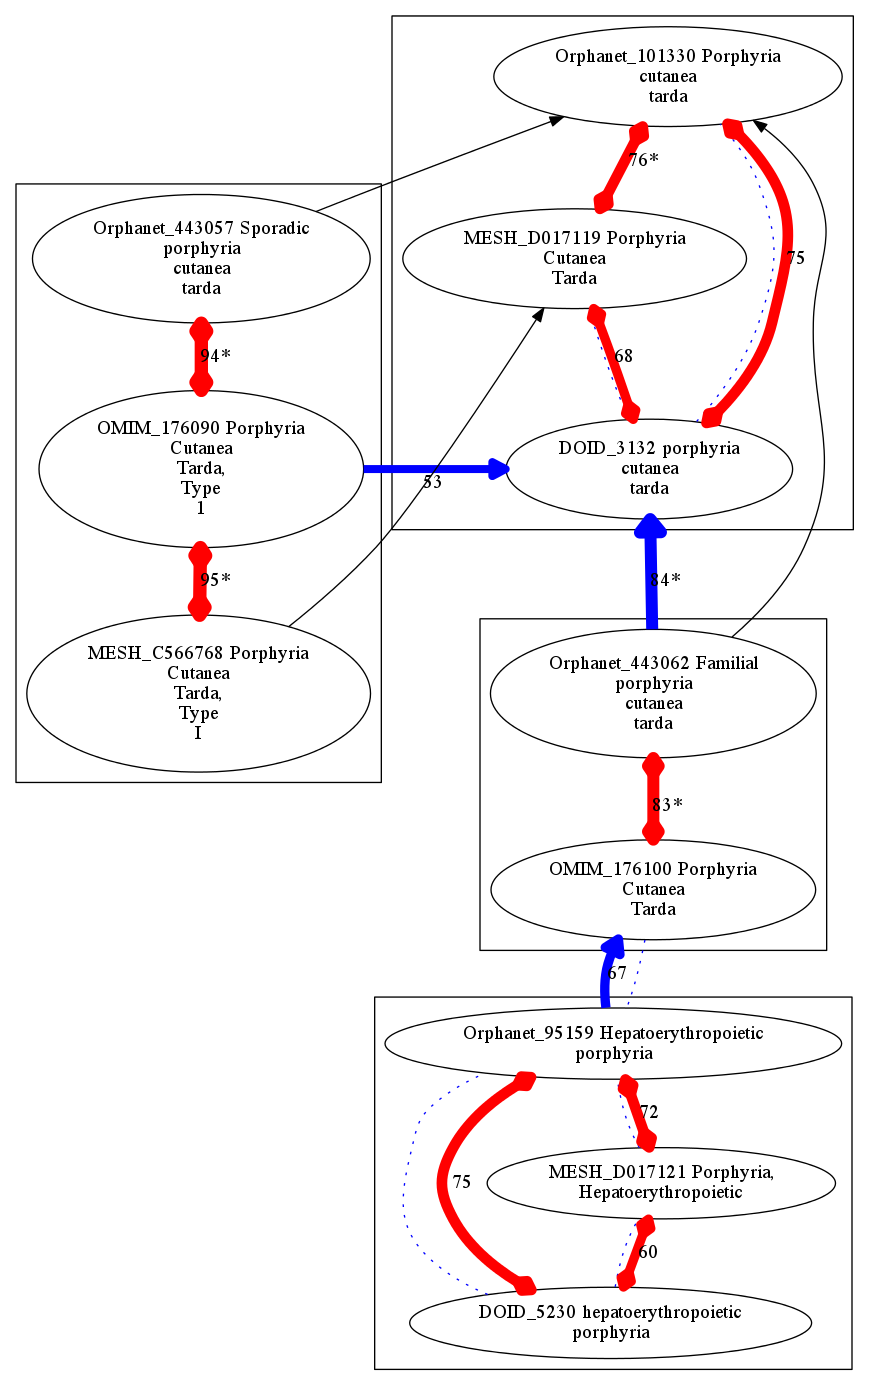 Orphanet_101330 Porphyria
cutanea
tarda
76*
Orphanet_443057 Sporadic
porphyria
cutanea
tarda
MESH_D017119 Porphyria
Cutanea
Tarda
75
94*
68
OMIM_176090 Porphyria
Cutanea
Tarda,
Type
1
53
DOID_3132 porphyria
cutanea
tarda
95*
84*
MESH_C566768 Porphyria
Cutanea
Tarda,
Type
I
Orphanet_443062 Familial
porphyria
cutanea
tarda
83*
OMIM_176100 Porphyria
Cutanea
Tarda
67
Orphanet_95159 Hepatoerythropoietic
porphyria
72
75
MESH_D017121 Porphyria,
Hepatoerythropoietic
60
DOID_5230 hepatoerythropoietic
porphyria